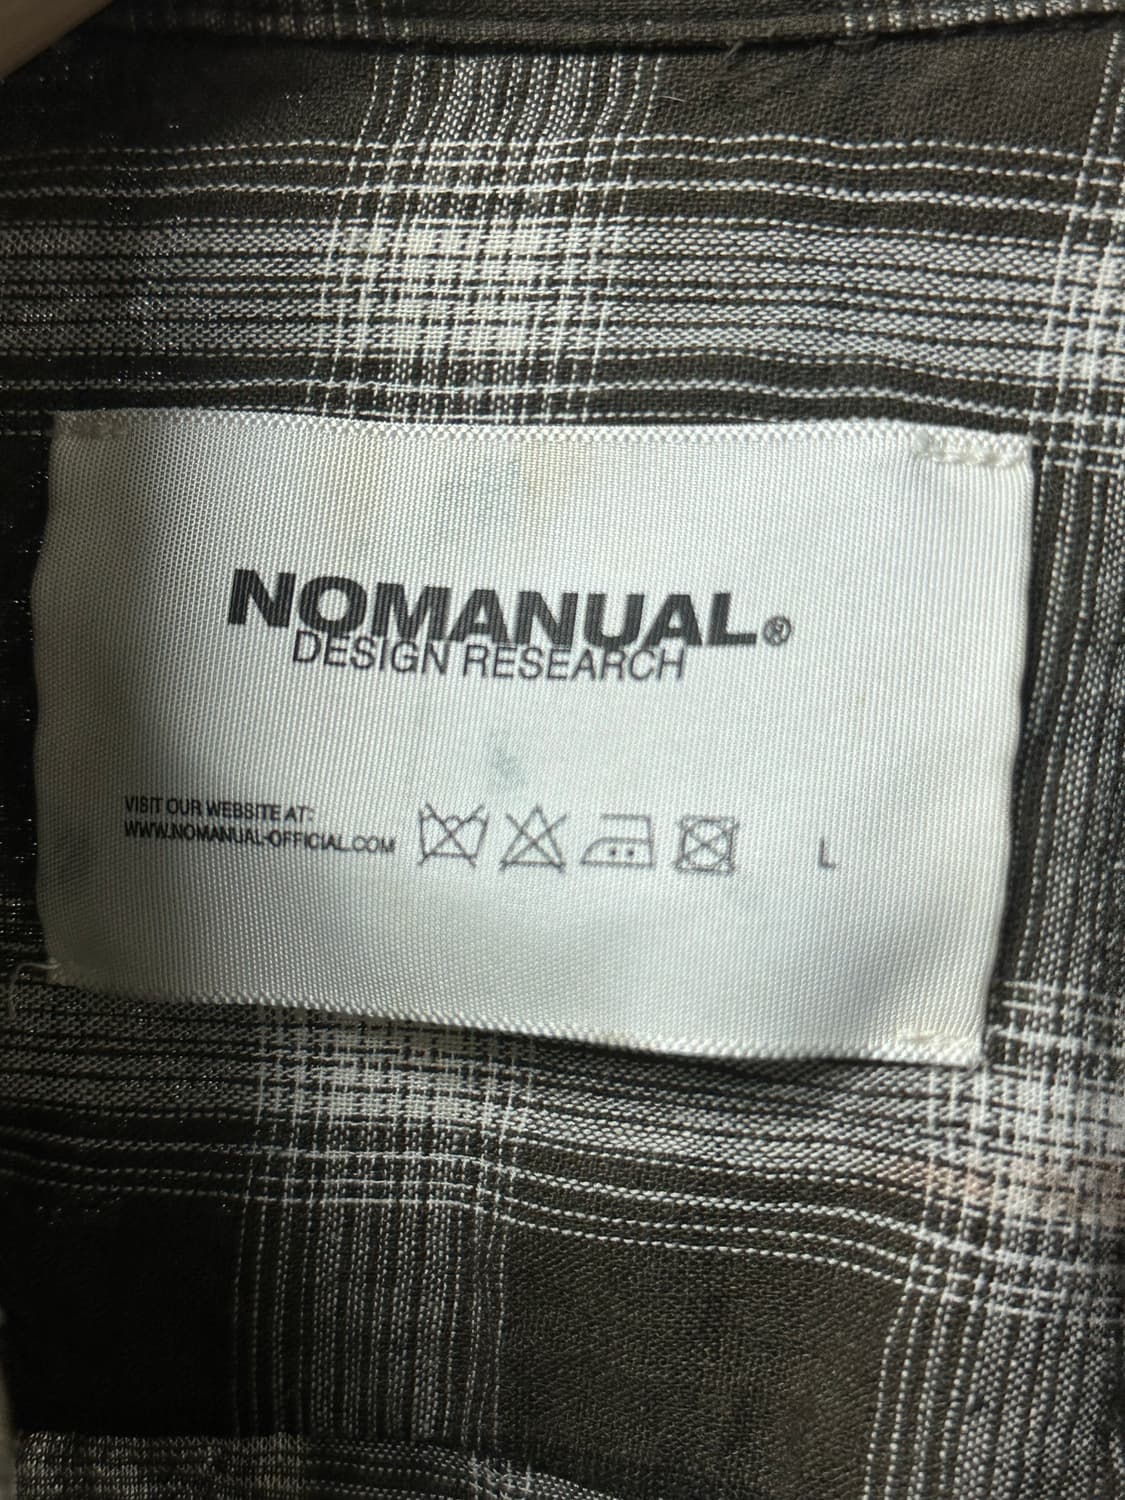 NOMANUAL®
DESIGN RESEARCH
VISIT OUR WEBSITE AT:
WWW.NOMANUAL-OFFICIAL.COM
L